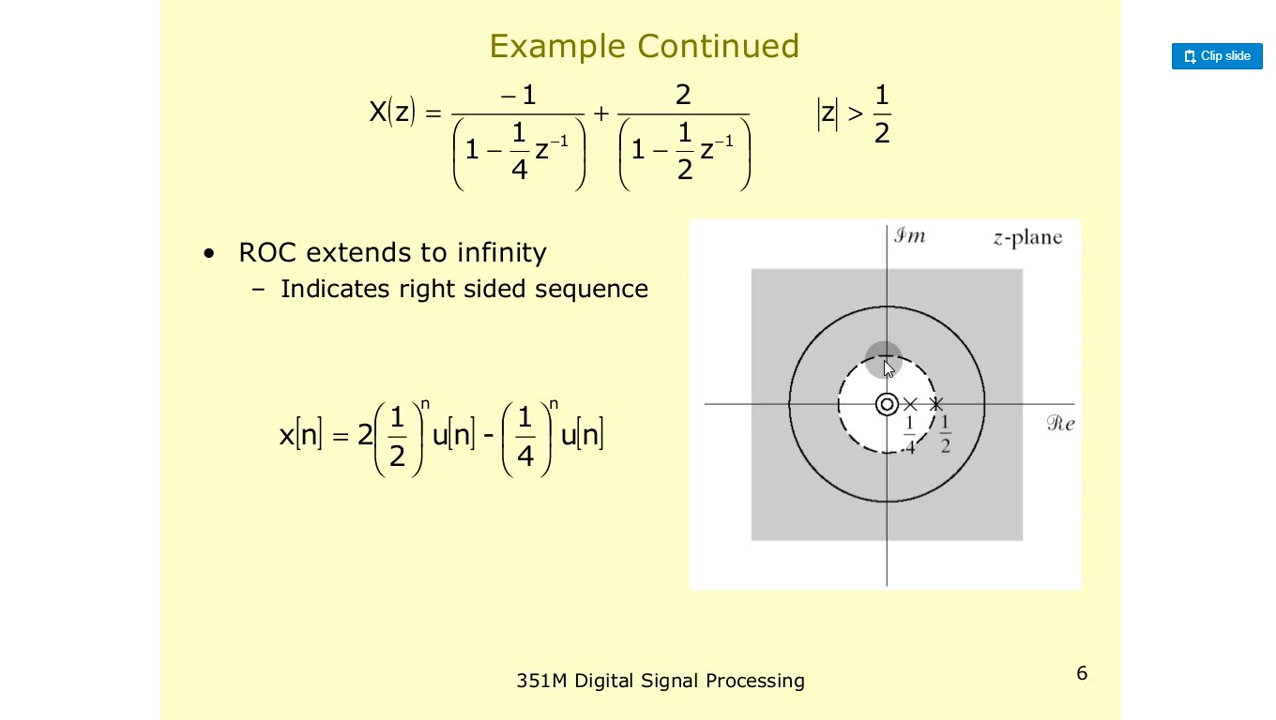 Example Continued
Clip slide
X(z) = −1/(1 − 1/4 z⁻¹) + 2/(1 − 1/2 z⁻¹)   |z| > 1/2
• ROC extends to infinity
– Indicates right sided sequence
x[n] = 2(1/2)ⁿ u[n] - (1/4)ⁿ u[n]
ℐm
z-plane
1/4 1/2
ℛe
351M Digital Signal Processing
6